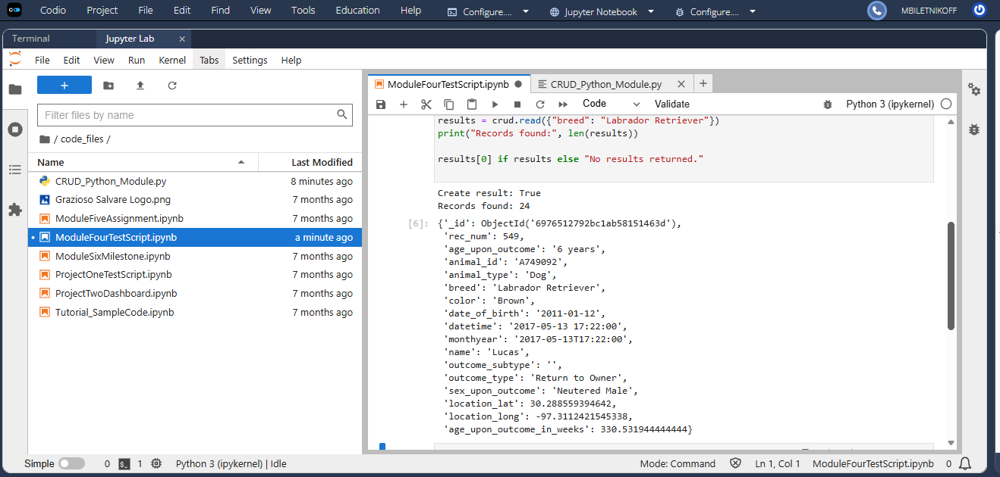 Codio Project File Edit Find View Tools Education Help Configure.... Jupyter Notebook Configure.... MBILETNIKOFF
Terminal Jupyter Lab ×
File Edit View Run Kernel Tabs Settings Help
+
Filter files by name
/ code_files /
Name Last Modified
CRUD_Python_Module.py 8 minutes ago
Grazioso Salvare Logo.png 7 months ago
ModuleFiveAssignment.ipynb 7 months ago
ModuleFourTestScript.ipynb a minute ago
ModuleSixMilestone.ipynb 7 months ago
ProjectOneTestScript.ipynb 7 months ago
ProjectTwoDashboard.ipynb 7 months ago
Tutorial_SampleCode.ipynb 7 months ago
ModuleFourTestScript.ipynb CRUD_Python_Module.py × +
Code Validate Python 3 (ipykernel)
results = crud.read({"breed": "Labrador Retriever"})
print("Records found:", len(results))
results[0] if results else "No results returned."
Create result: True
Records found: 24
[6]: {'_id': ObjectId('6976512792bc1ab58151463d'),
'rec_num': 549,
'age_upon_outcome': '6 years',
'animal_id': 'A749092',
'animal_type': 'Dog',
'breed': 'Labrador Retriever',
'color': 'Brown',
'date_of_birth': '2011-01-12',
'datetime': '2017-05-13 17:22:00',
'monthyear': '2017-05-13T17:22:00',
'name': 'Lucas',
'outcome_subtype': '',
'outcome_type': 'Return to Owner',
'sex_upon_outcome': 'Neutered Male',
'location_lat': 30.288559394642,
'location_long': -97.3112421545338,
'age_upon_outcome_in_weeks': 330.531944444444}
Simple 0 $_ 1 Python 3 (ipykernel) | Idle Mode: Command Ln 1, Col 1 ModuleFourTestScript.ipynb 0